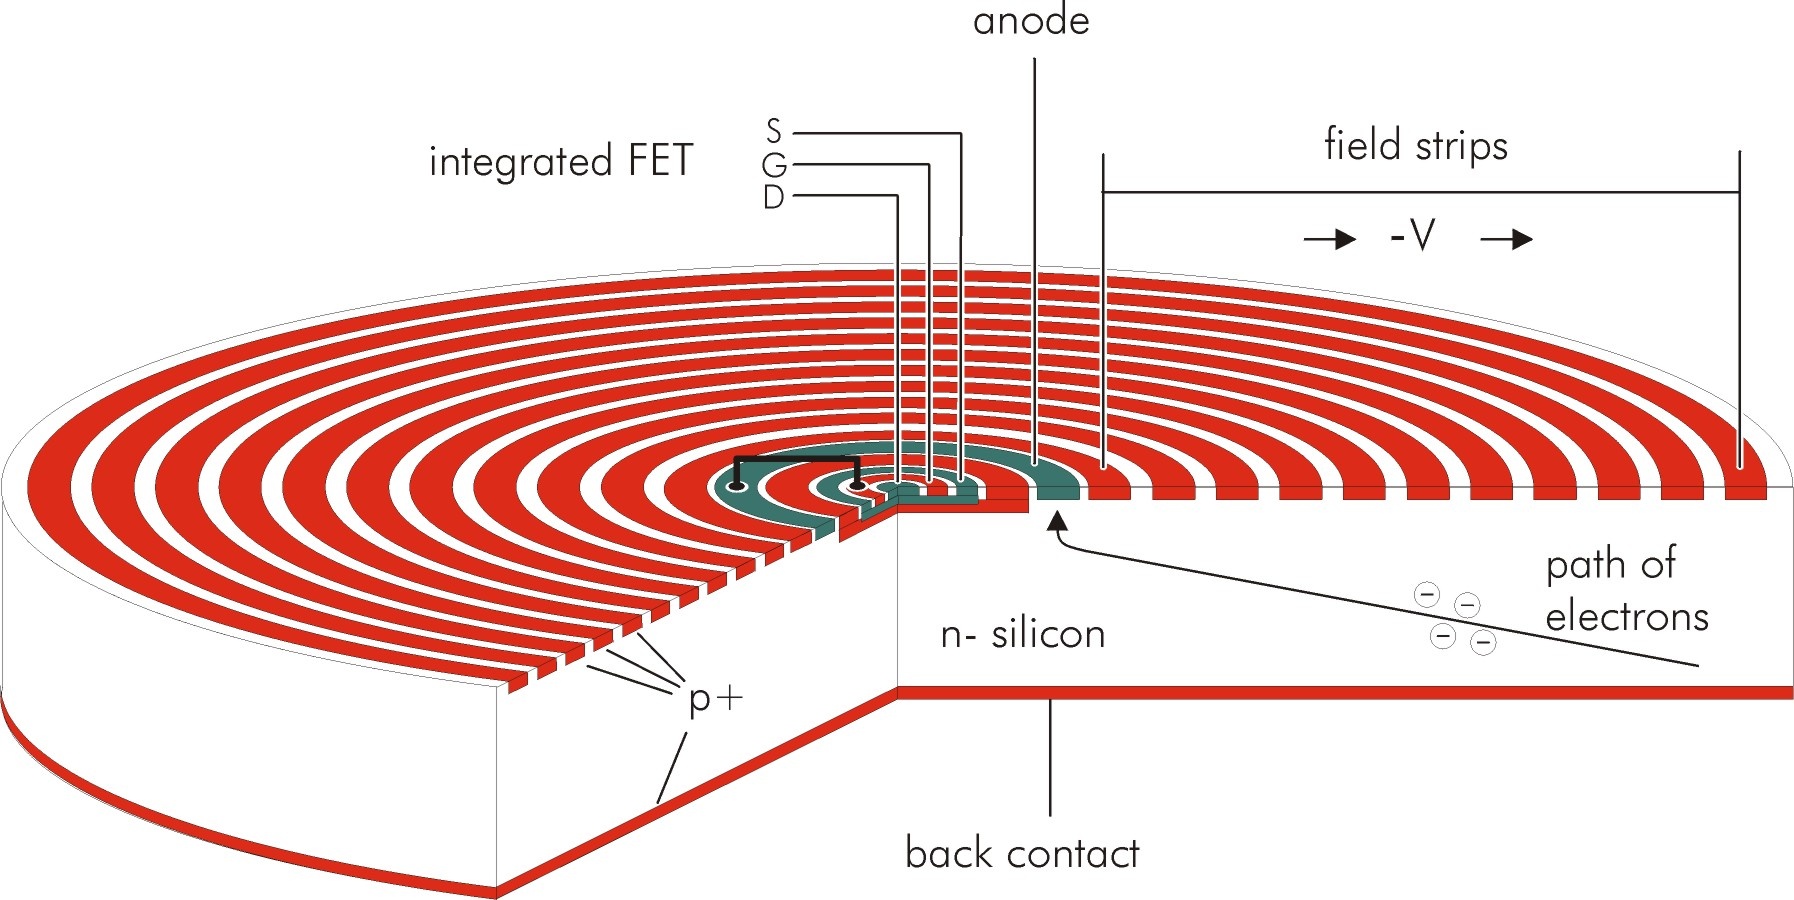 anode
integrated FET
S
G
D
field strips
-V
path of
electrons
n- silicon
p+
back contact